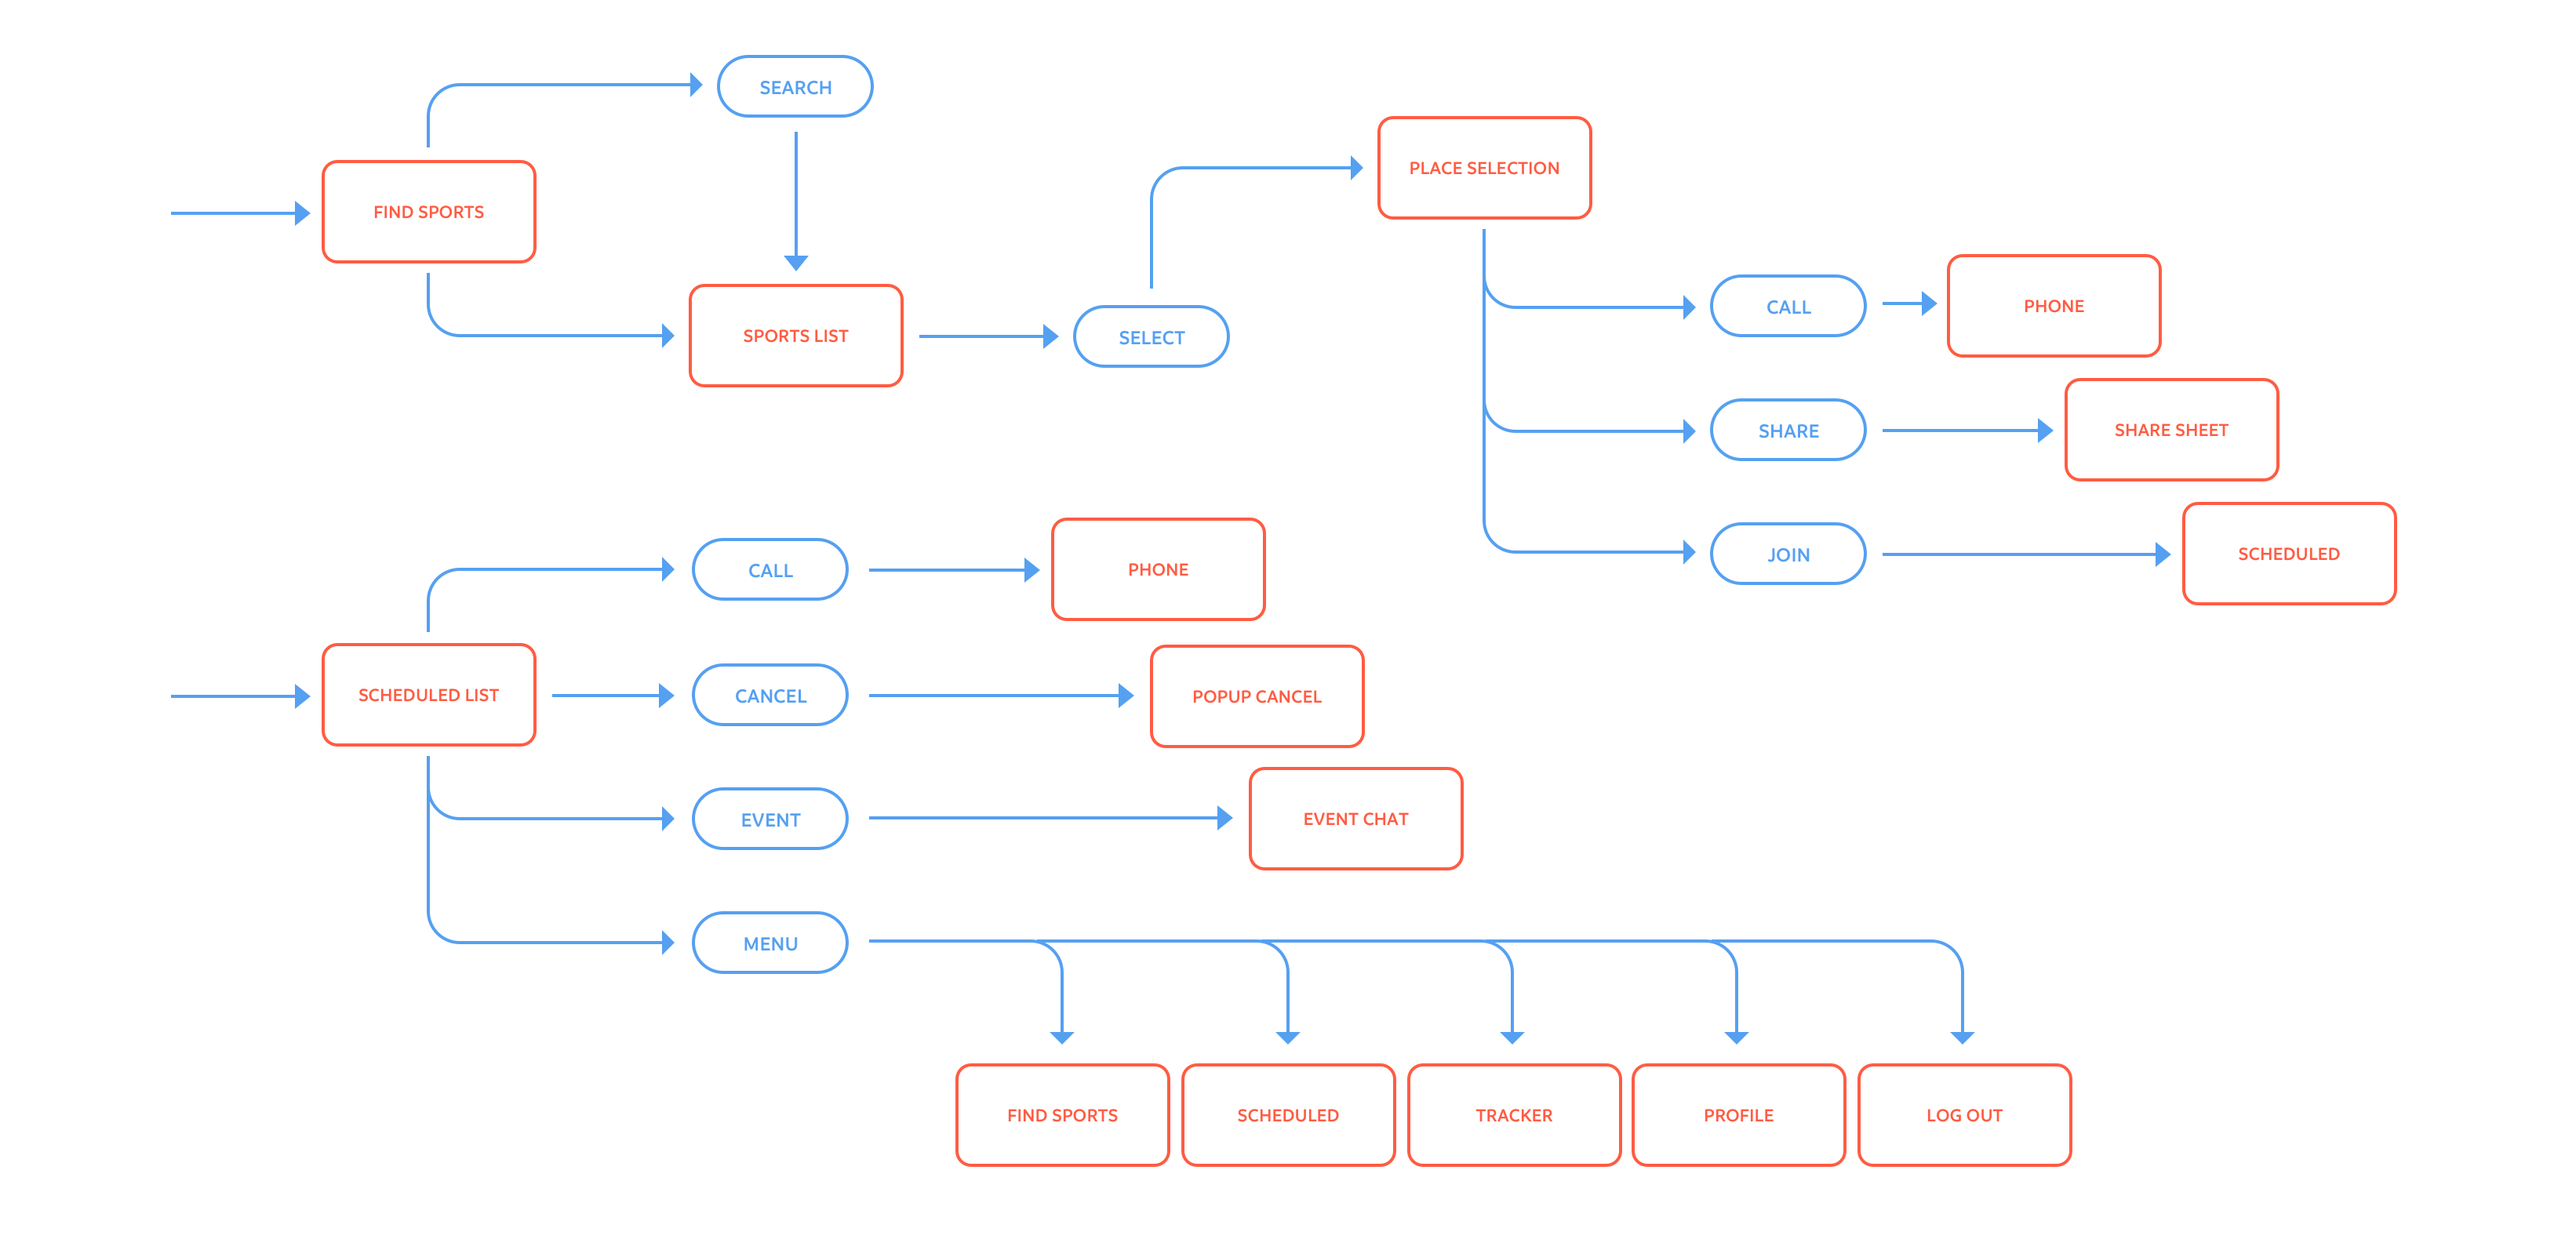 SEARCH
FIND SPORTS
SPORTS LIST
SELECT
PLACE SELECTION
CALL
PHONE
SHARE
SHARE SHEET
JOIN
SCHEDULED
SCHEDULED LIST
CALL
PHONE
CANCEL
POPUP CANCEL
EVENT
EVENT CHAT
MENU
FIND SPORTS
SCHEDULED
TRACKER
PROFILE
LOG OUT